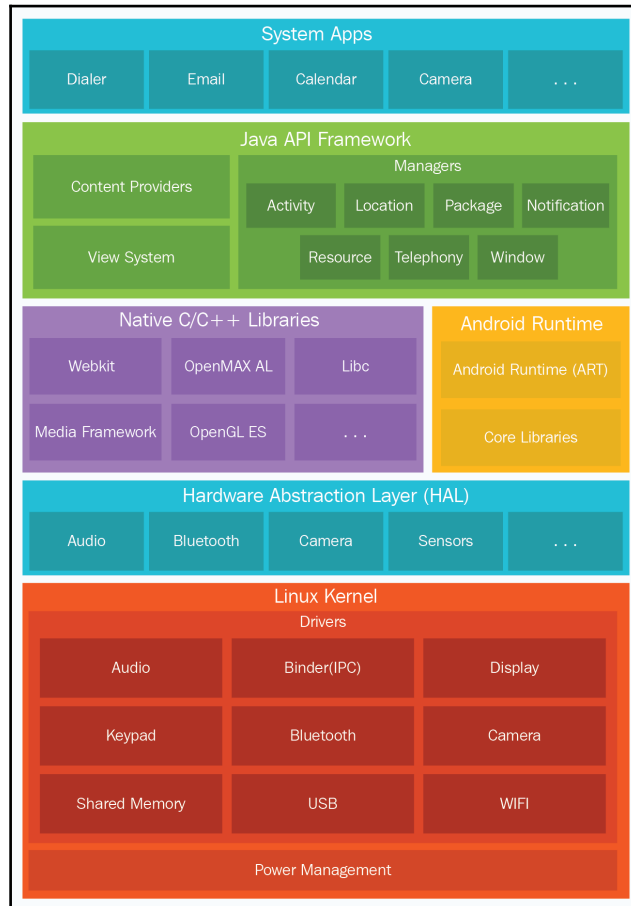 System Apps
Dialer
Email
Calendar
Camera
. . .
Java API Framework
Content Providers
View System
Managers
Activity
Location
Package
Notification
Resource
Telephony
Window
Native C/C++ Libraries
Webkit
OpenMAX AL
Libc
Media Framework
OpenGL ES
. . .
Android Runtime
Android Runtime (ART)
Core Libraries
Hardware Abstraction Layer (HAL)
Audio
Bluetooth
Camera
Sensors
. . .
Linux Kernel
Drivers
Audio
Binder(IPC)
Display
Keypad
Bluetooth
Camera
Shared Memory
USB
WIFI
Power Management